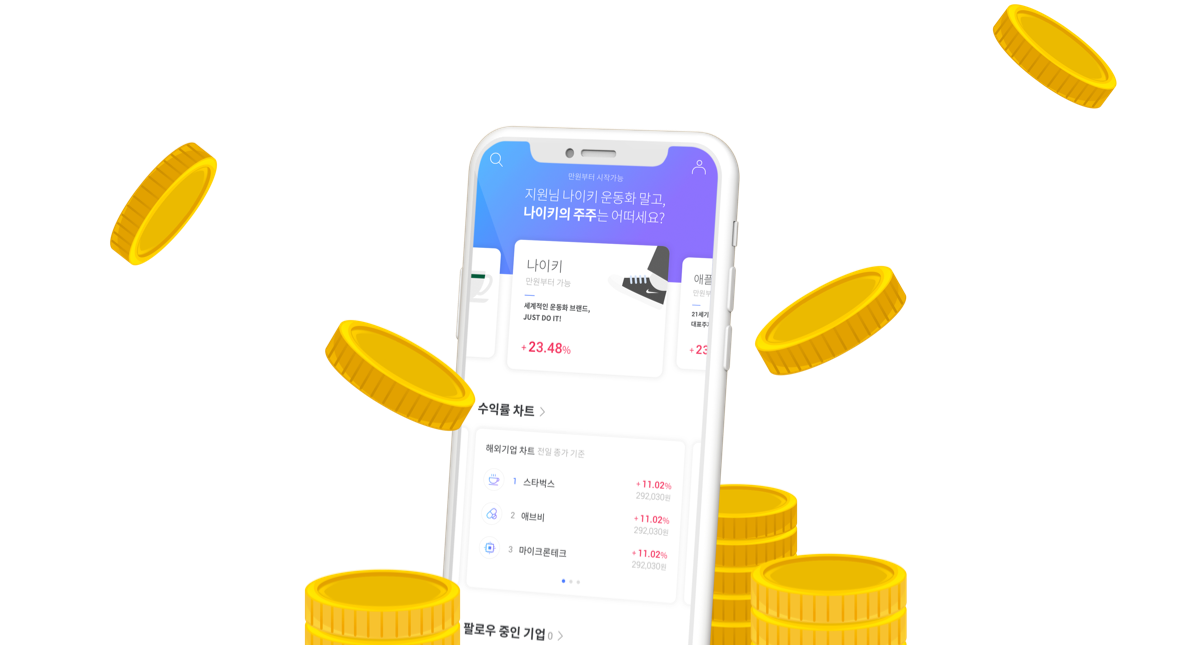 만원부터 시작가능
지원님 나이키 운동화 말고,
나이키의 주주는 어떠세요?
나이키
만원부터 가능
세계적인 운동화 브랜드,
JUST DO IT!
+23.48%
애플
만원부
21세기
대표주
+23
수익률 차트 >
해외기업 차트 전일 종가 기준
1 스타벅스 +11.02%
292,030원
2 애브비 +11.02%
292,030원
3 마이크론테크 +11.02%
292,030원
팔로우 중인 기업 0 >